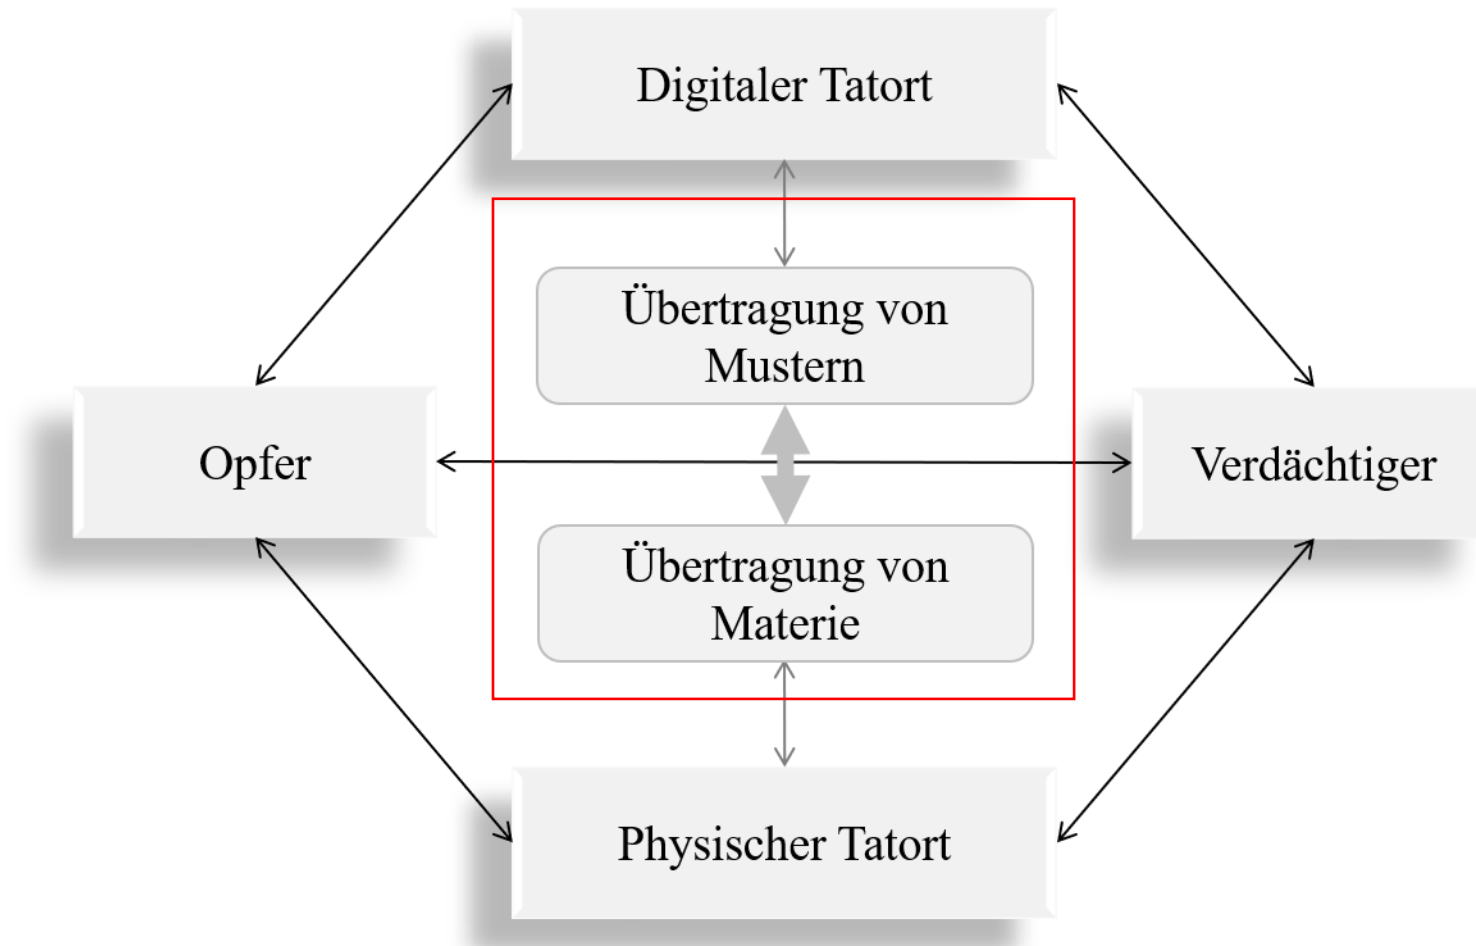 Digitaler Tatort
Übertragung von
Mustern
Opfer
Verdächtiger
Übertragung von
Materie
Physischer Tatort